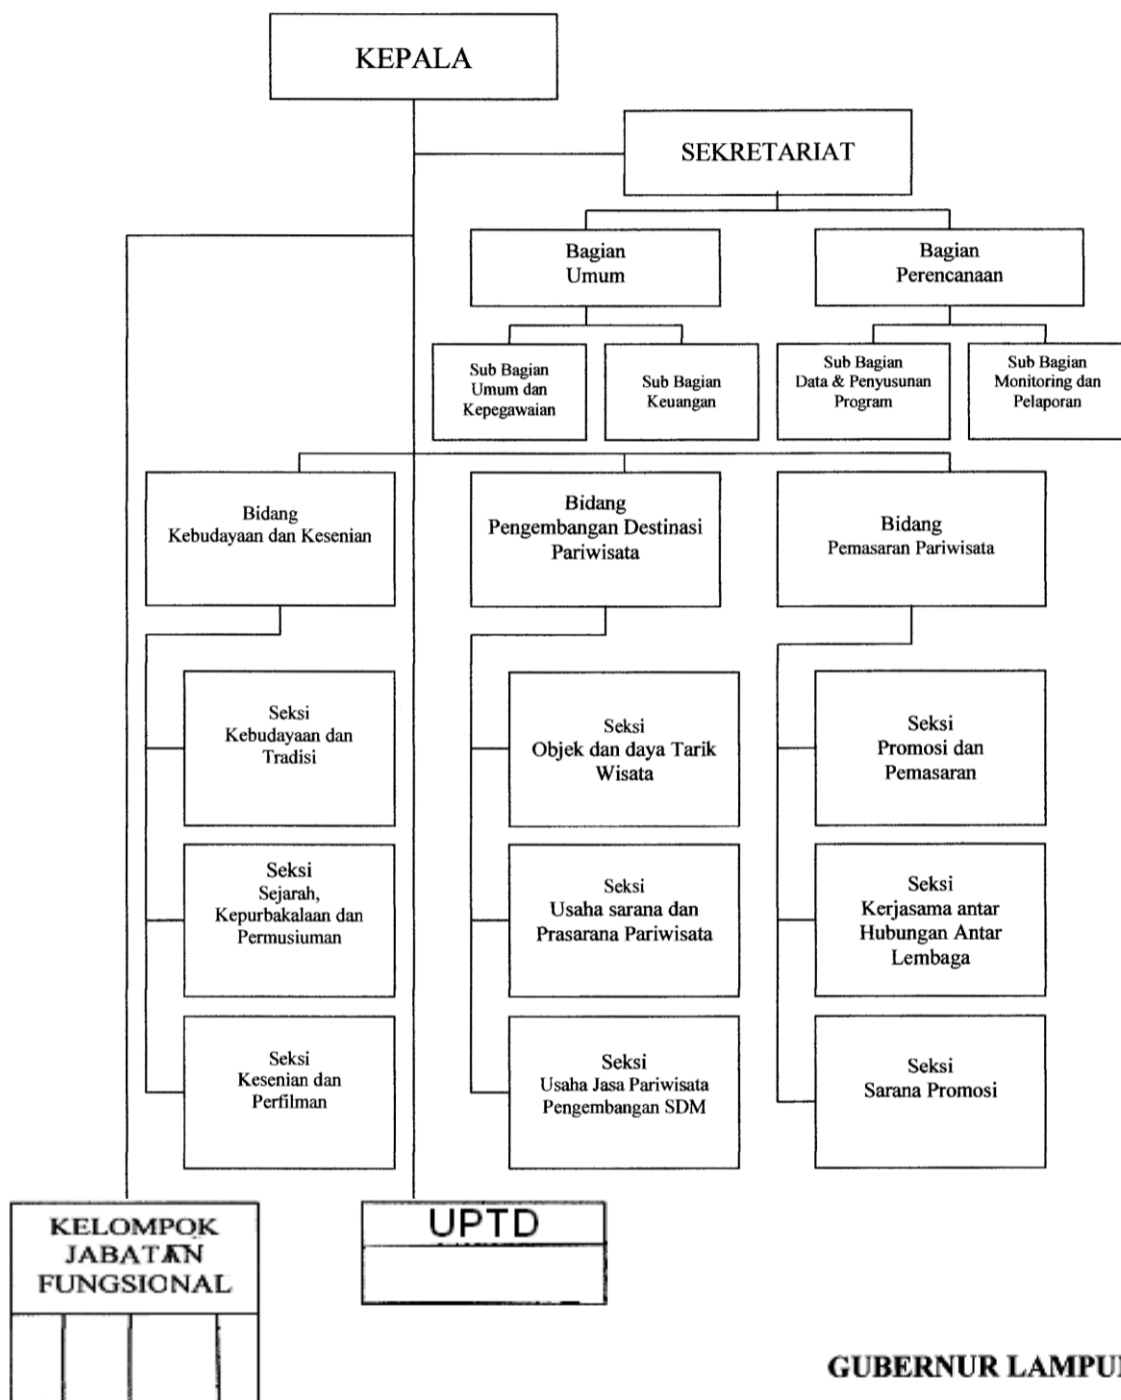 KEPALA
SEKRETARIAT
Bagian
Umum
Bagian
Perencanaan
Sub Bagian
Umum dan
Kepegawaian
Sub Bagian
Keuangan
Sub Bagian
Data & Penyusunan
Program
Sub Bagian
Monitoring dan
Pelaporan
Bidang
Kebudayaan dan Kesenian
Bidang
Pengembangan Destinasi
Pariwisata
Bidang
Pemasaran Pariwisata
Seksi
Kebudayaan dan
Tradisi
Seksi
Objek dan daya Tarik
Wisata
Seksi
Promosi dan
Pemasaran
Seksi
Sejarah,
Kepurbakalaan dan
Permusiuman
Seksi
Usaha sarana dan
Prasarana Pariwisata
Seksi
Kerjasama antar
Hubungan Antar
Lembaga
Seksi
Kesenian dan
Perfilman
Seksi
Usaha Jasa Pariwisata
Pengembangan SDM
Seksi
Sarana Promosi
KELOMPOK
JABATAN
FUNGSIONAL
UPTD
GUBERNUR